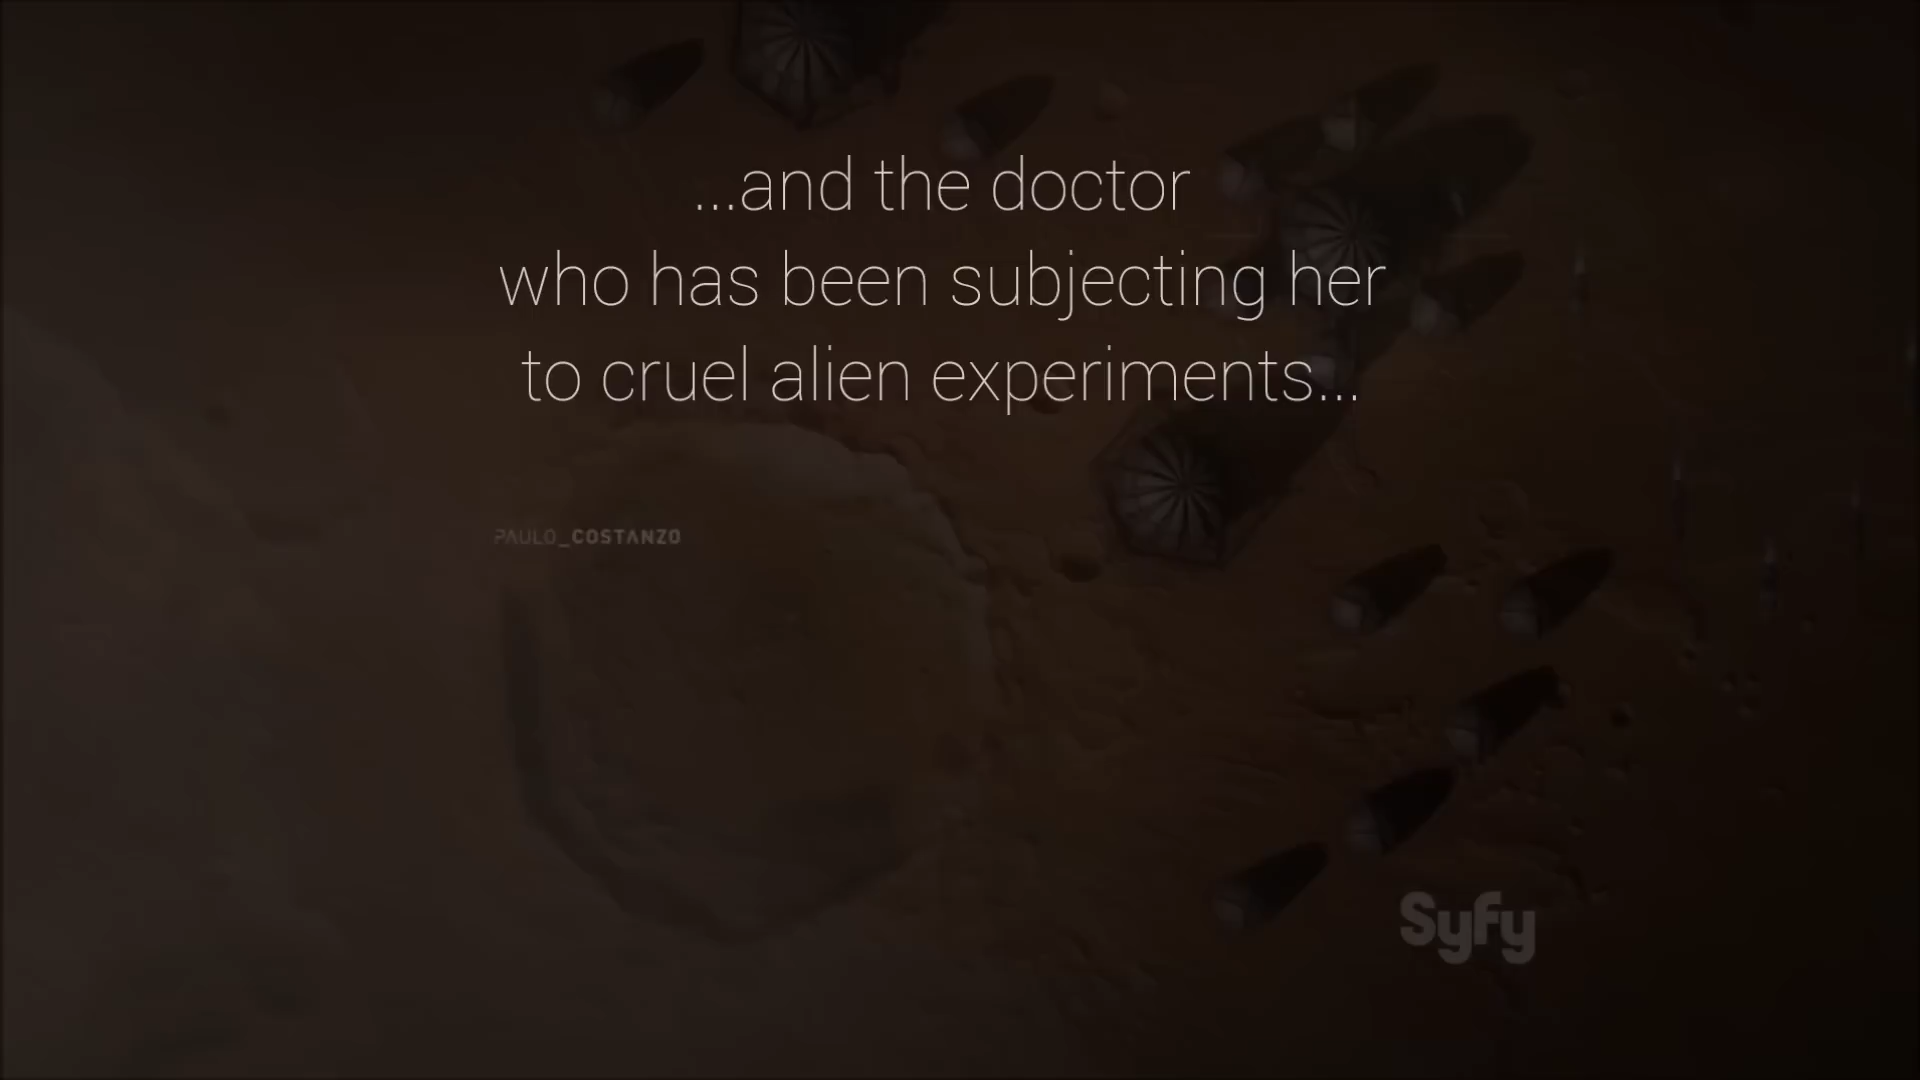 ...and the doctor
who has been subjecting her
to cruel alien experiments...
PAULO_COSTANZO
Syfy